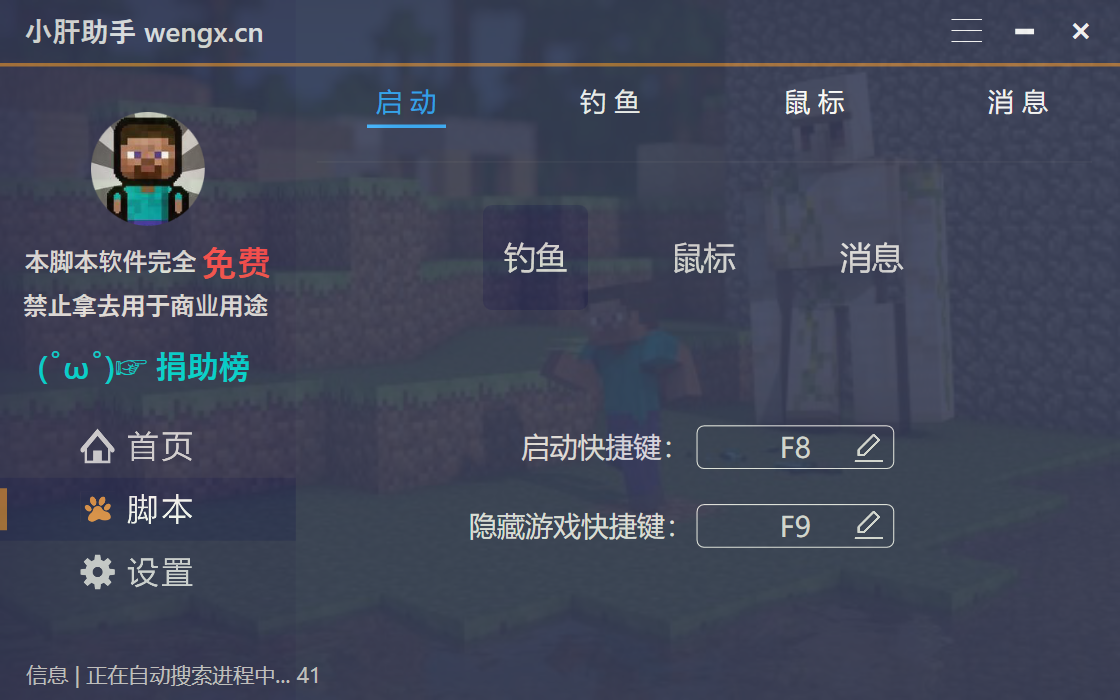 小肝助手 wengx.cn
启动 钓鱼 鼠标 消息
本脚本软件完全 免费
禁止拿去用于商业用途
(ﾟωﾟ)☞ 捐助榜
首页
脚本
设置
钓鱼 鼠标 消息
启动快捷键： F8
隐藏游戏快捷键： F9
信息 | 正在自动搜索进程中... 41